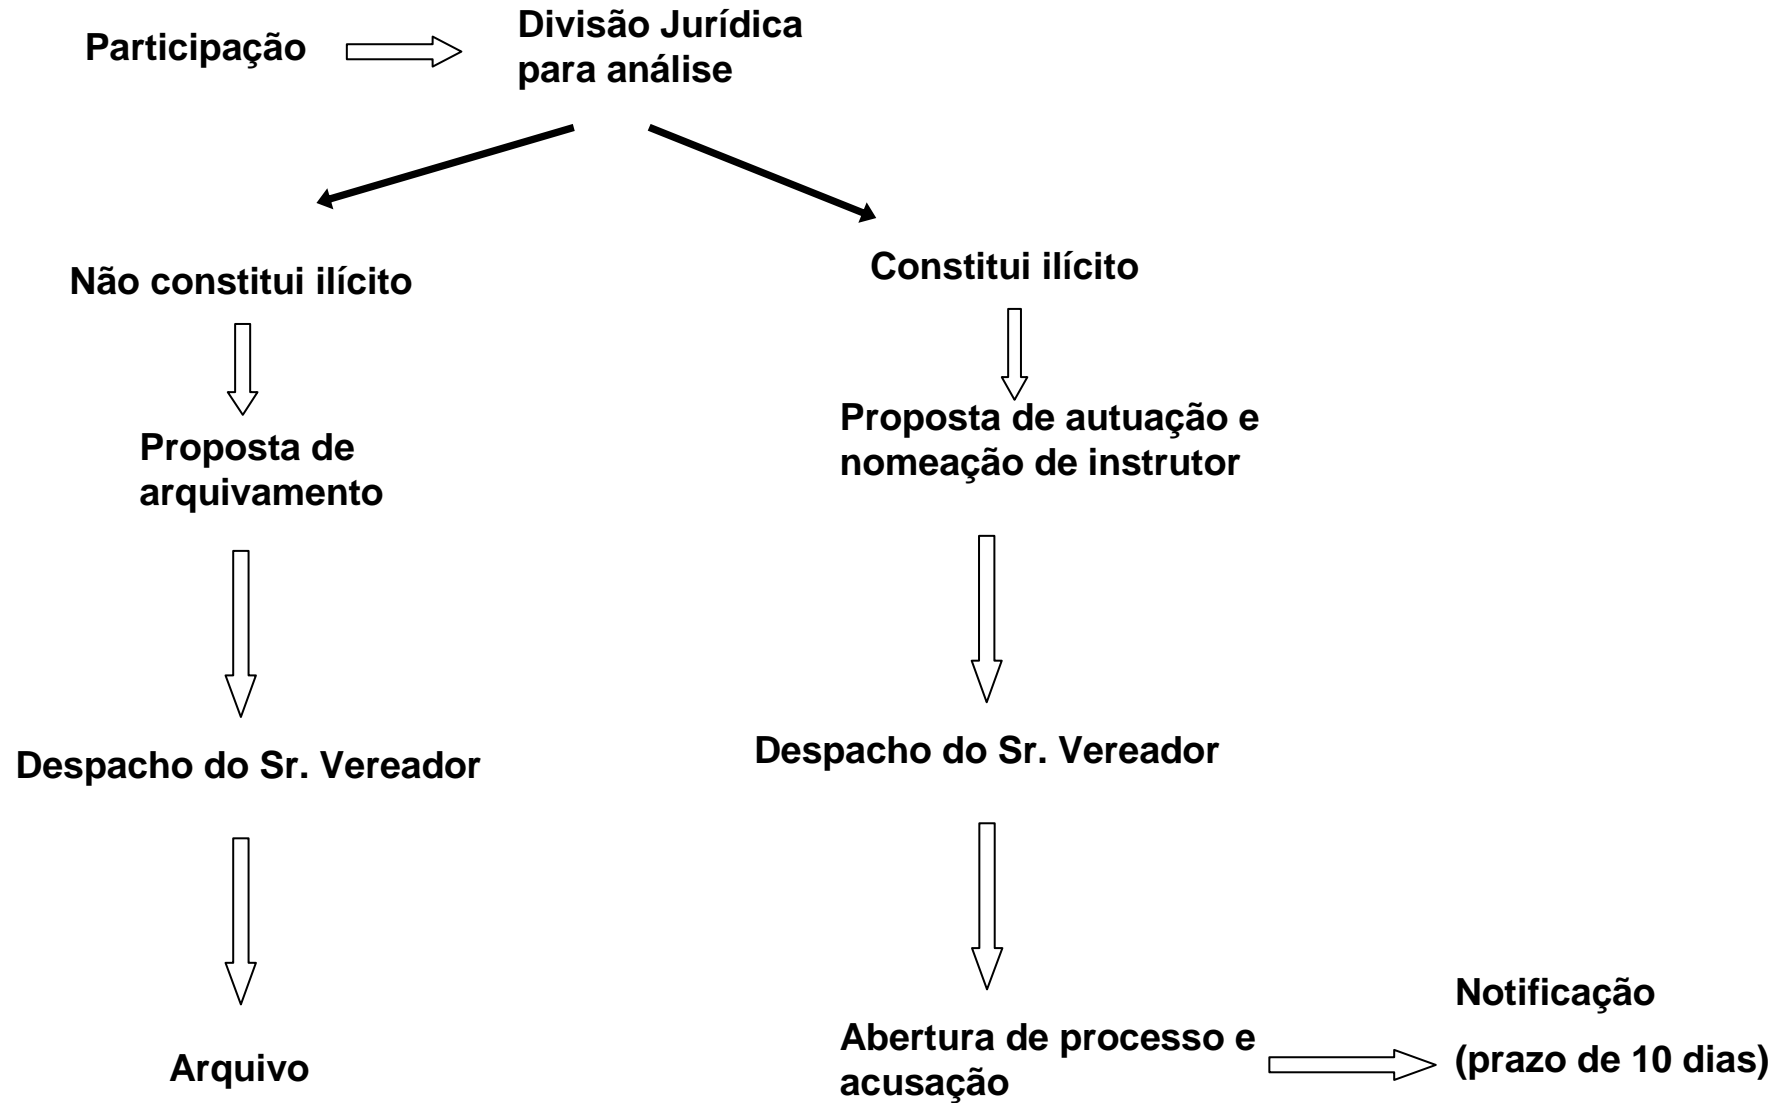 Participação
Divisão Jurídica
para análise
Não constitui ilícito
Constitui ilícito
Proposta de
arquivamento
Proposta de autuação e
nomeação de instrutor
Despacho do Sr. Vereador
Despacho do Sr. Vereador
Arquivo
Abertura de processo e
acusação
Notificação
(prazo de 10 dias)